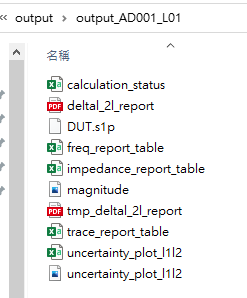 output › output_AD001_L01
名稱
calculation_status
deltal_2l_report
DUT.s1p
freq_report_table
impedance_report_table
magnitude
tmp_deltal_2l_report
trace_report_table
uncertainty_plot_l1l2
uncertainty_plot_l1l2